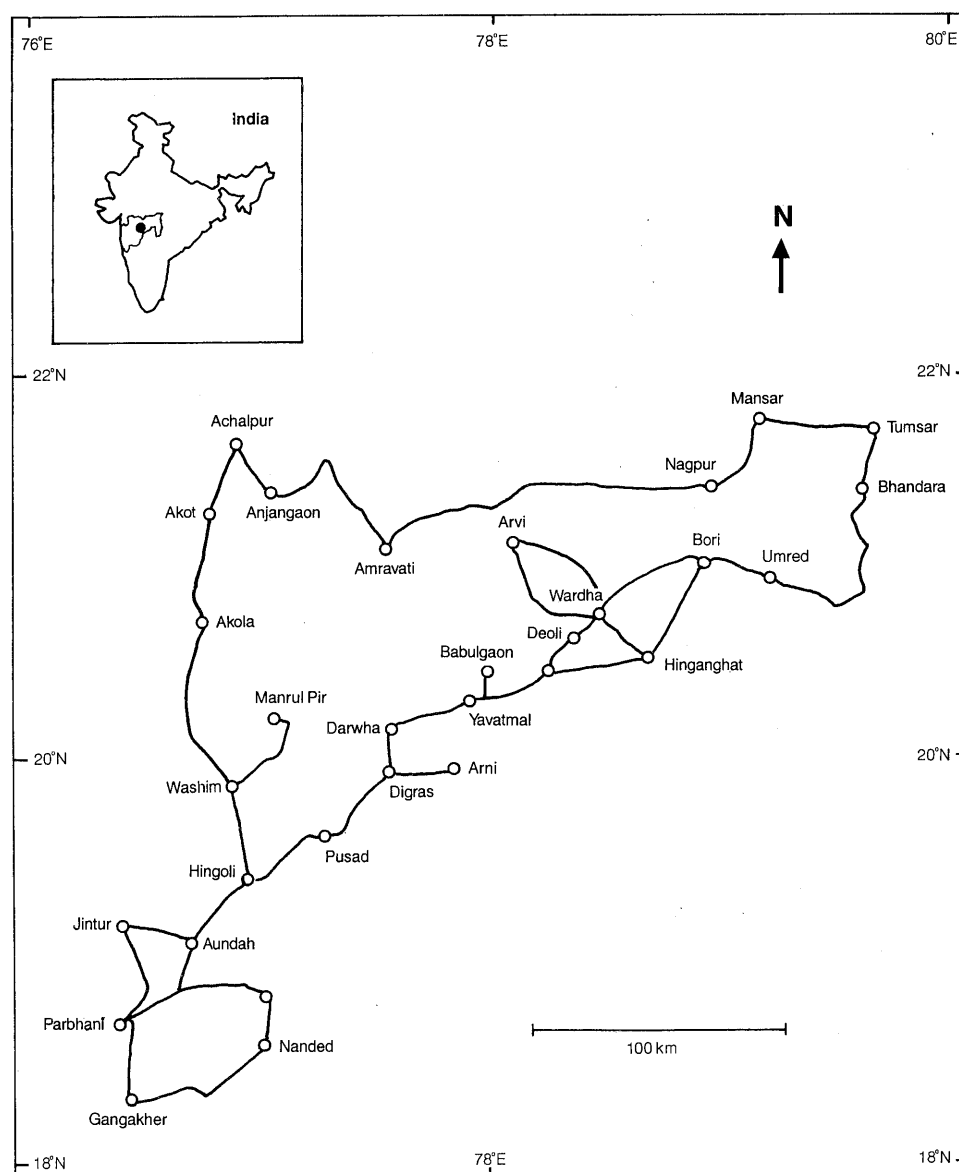 76°E
78°E
80°E
India
N
22°N
22°N
Mansar
Achalpur
Tumsar
Nagpur
Bhandara
Akot
Anjangaon
Arvi
Bori
Umred
Amravati
Wardha
Akola
Deoli
Babulgaon
Hinganghat
Manrul Pir
Yavatmal
Darwha
20°N
20°N
Arni
Washim
Digras
Pusad
Hingoli
Jintur
Aundah
Parbhani
Nanded
100 km
Gangakher
18°N
78°E
18°N